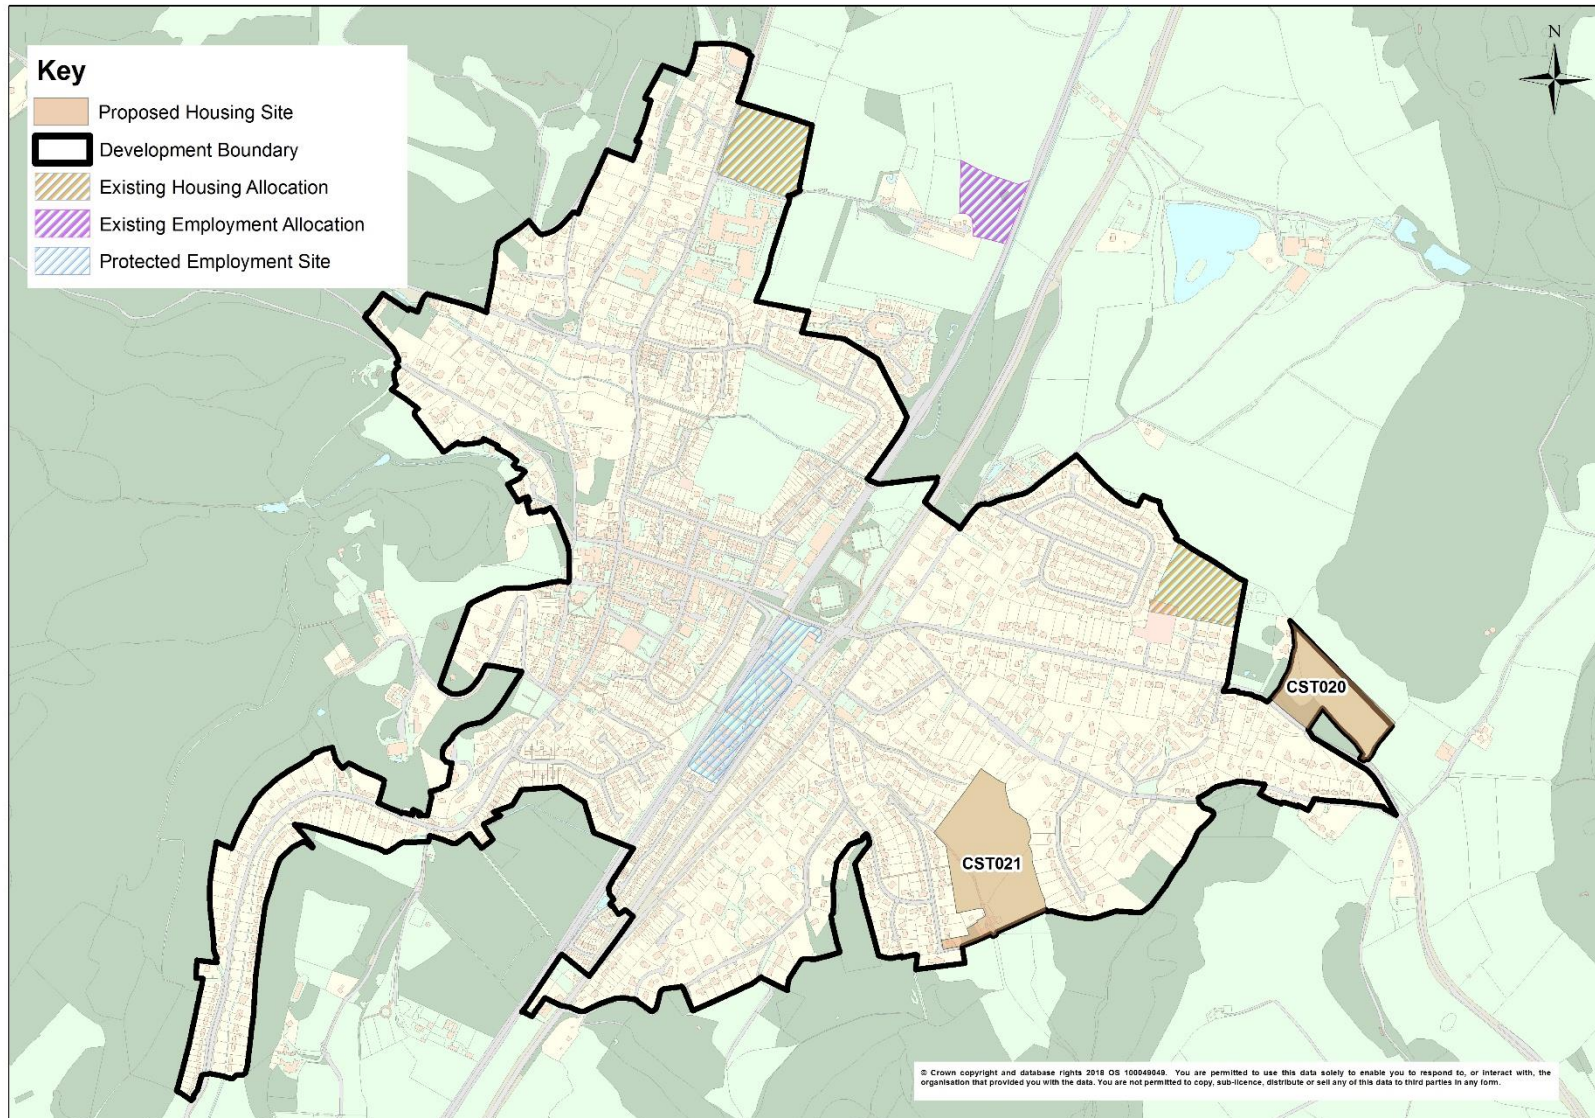 Key
Proposed Housing Site
Development Boundary
Existing Housing Allocation
Existing Employment Allocation
Protected Employment Site
N
CST020
CST021
© Crown copyright and database rights 2018 OS 100049049. You are permitted to use this data solely to enable you to respond to, or interact with, the
organisation that provided you with the data. You are not permitted to copy, sub-licence, distribute or sell any of this data to third parties in any form.